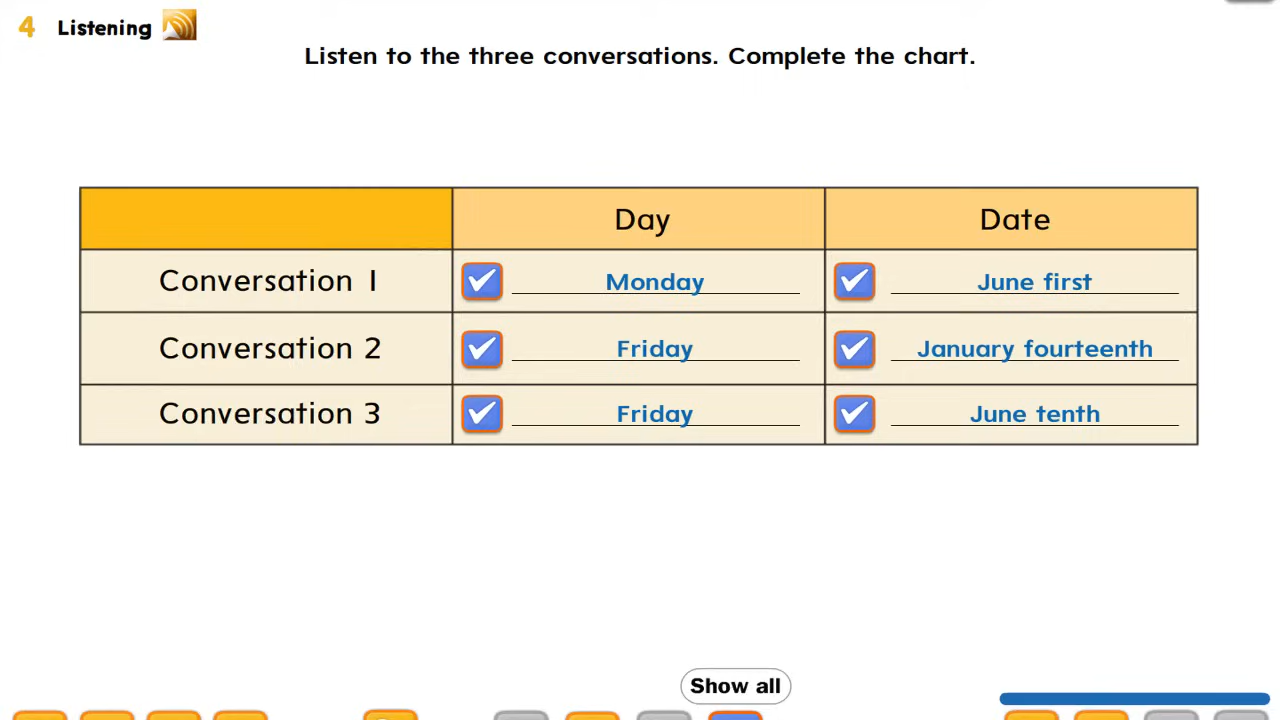 4 Listening
Listen to the three conversations. Complete the chart.
Day Date
Conversation 1 Monday June first
Conversation 2 Friday January fourteenth
Conversation 3 Friday June tenth
Show all